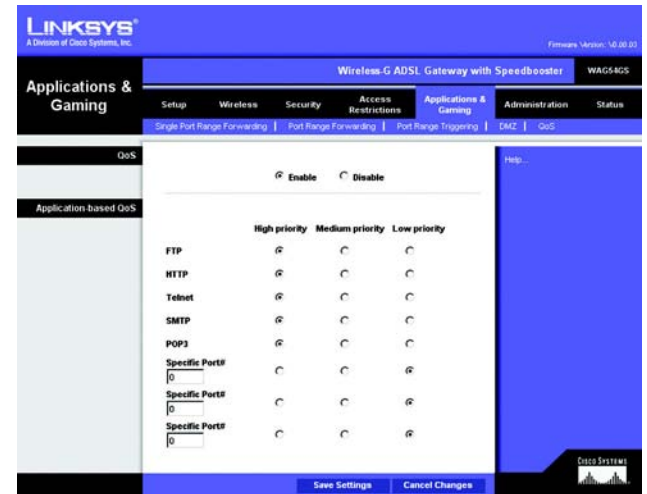 LINKSYS®
A Division of Cisco Systems, Inc.
Firmware Version: V0.00.03
Wireless-G ADSL Gateway with Speedbooster WAG54GS
Applications & Gaming
Setup Wireless Security Access Restrictions Applications & Gaming Administration Status
Single Port Range Forwarding | Port Range Forwarding | Port Range Triggering | DMZ | QoS
QoS
Enable Disable
Help...
Application-based QoS
High priority Medium priority Low priority
FTP
HTTP
Telnet
SMTP
POP3
Specific Port#
0
Specific Port#
0
Specific Port#
0
Save Settings Cancel Changes
CISCO SYSTEMS